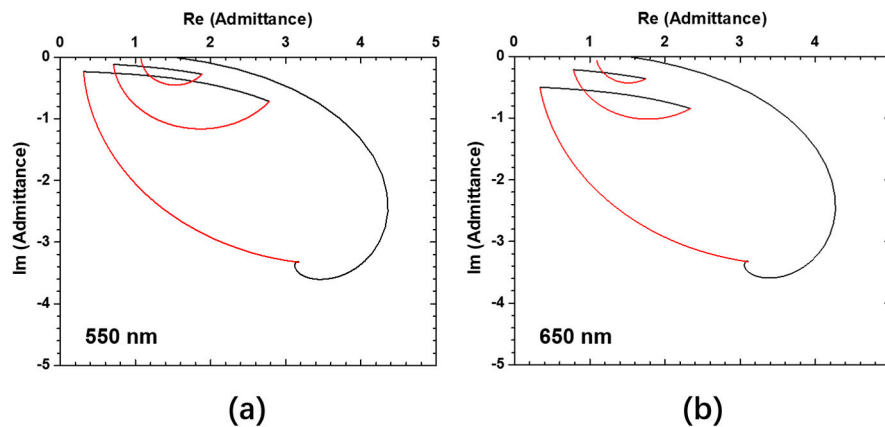 Re (Admittance)
0 1 2 3 4 5
0
-1
-2
-3
-4
-5
Im (Admittance)
550 nm
(a)
Re (Admittance)
0 1 2 3 4
0
-1
-2
-3
-4
-5
Im (Admittance)
650 nm
(b)